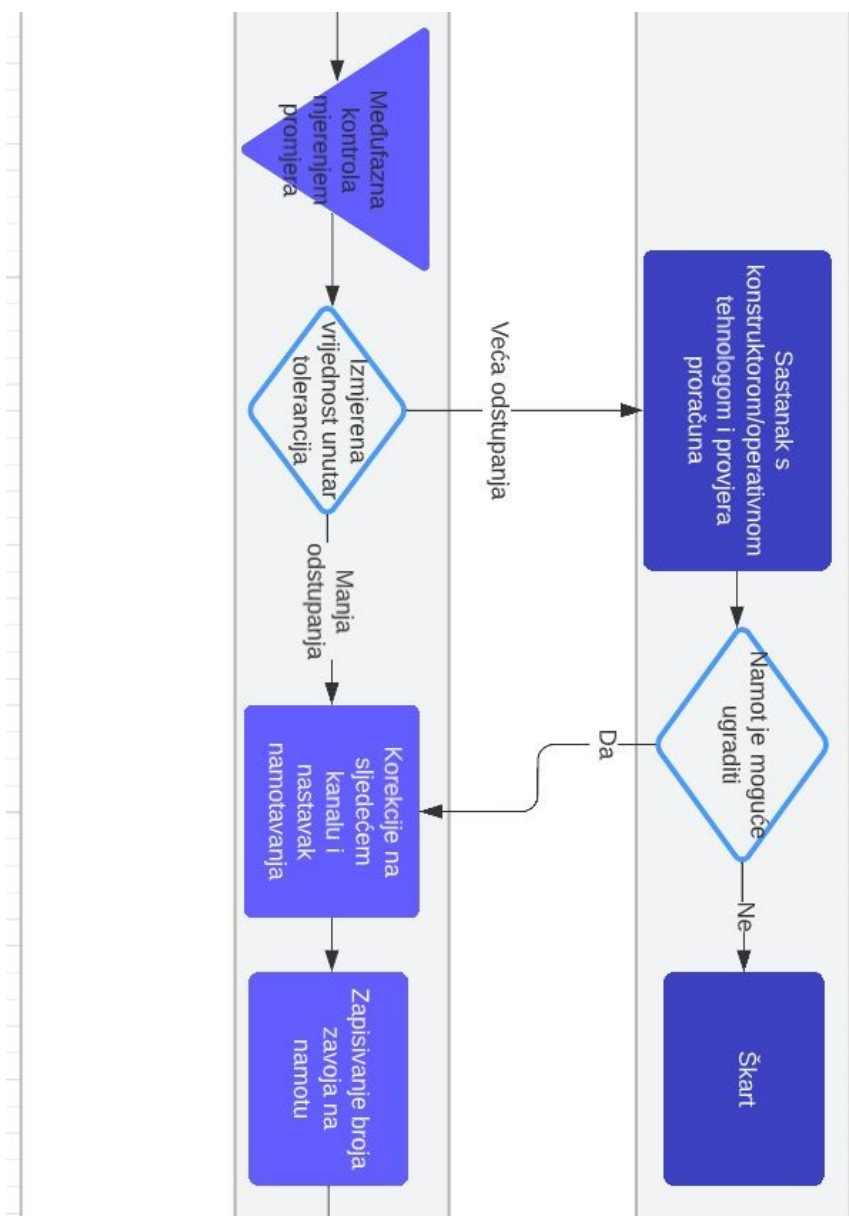 Međufazna
kontrola
mjerenjem
promjera
Izmjerena
vrijednost unutar
tolerancija
Veća odstupanja
Manja
odstupanja
Sastanak s
konstruktorom/operativnom
tehnologom i provjera
proračuna
Namot je moguće
ugraditi
Da
Ne
Korekcije na
sljedećem
kanalu i
nastavak
namotavanja
Škart
Zapisivanje broja
zavoja na
namotu